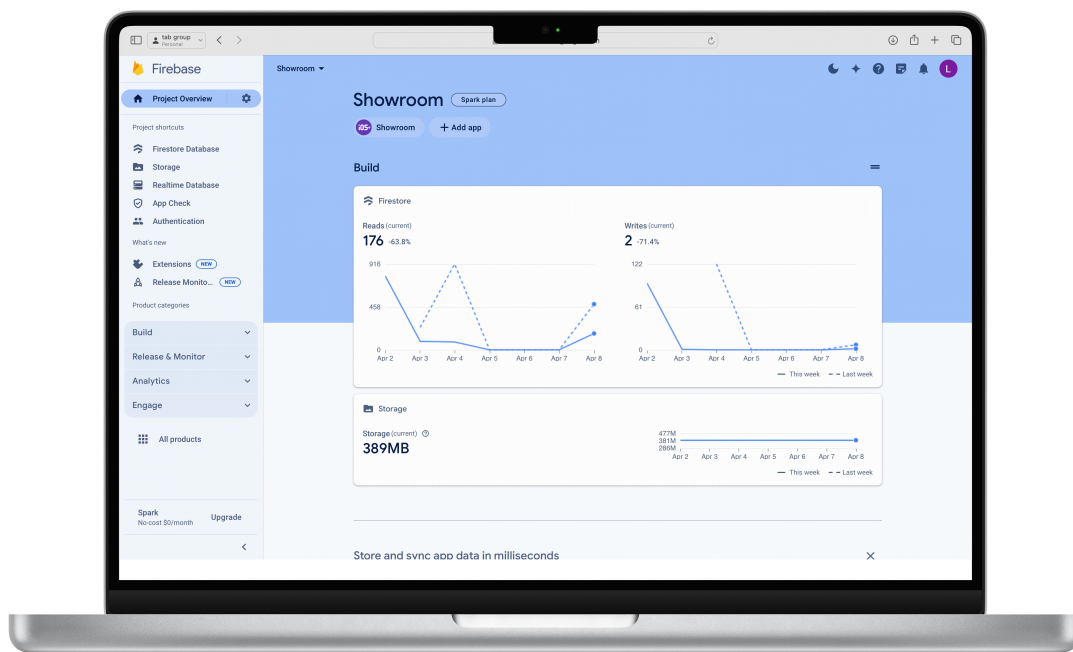 tab group
Personal
Firebase
Showroom
L
Project Overview
Project shortcuts
Firestore Database
Storage
Realtime Database
App Check
Authentication
What's new
Extensions NEW
Release Monito... NEW
Product categories
Build
Release & Monitor
Analytics
Engage
All products
Spark
No-cost $0/month
Upgrade
Showroom Spark plan
iOS+ Showroom + Add app
Build
Firestore
Reads (current)
176 -63.8%
916
458
0
Apr 2 Apr 3 Apr 4 Apr 5 Apr 6 Apr 7 Apr 8
Writes (current)
2 -71.4%
122
61
0
Apr 2 Apr 3 Apr 4 Apr 5 Apr 6 Apr 7 Apr 8
This week Last week
Storage
Storage (current)
389MB
477M
381M
286M
Apr 2 Apr 3 Apr 4 Apr 5 Apr 6 Apr 7 Apr 8
This week Last week
Store and sync app data in milliseconds